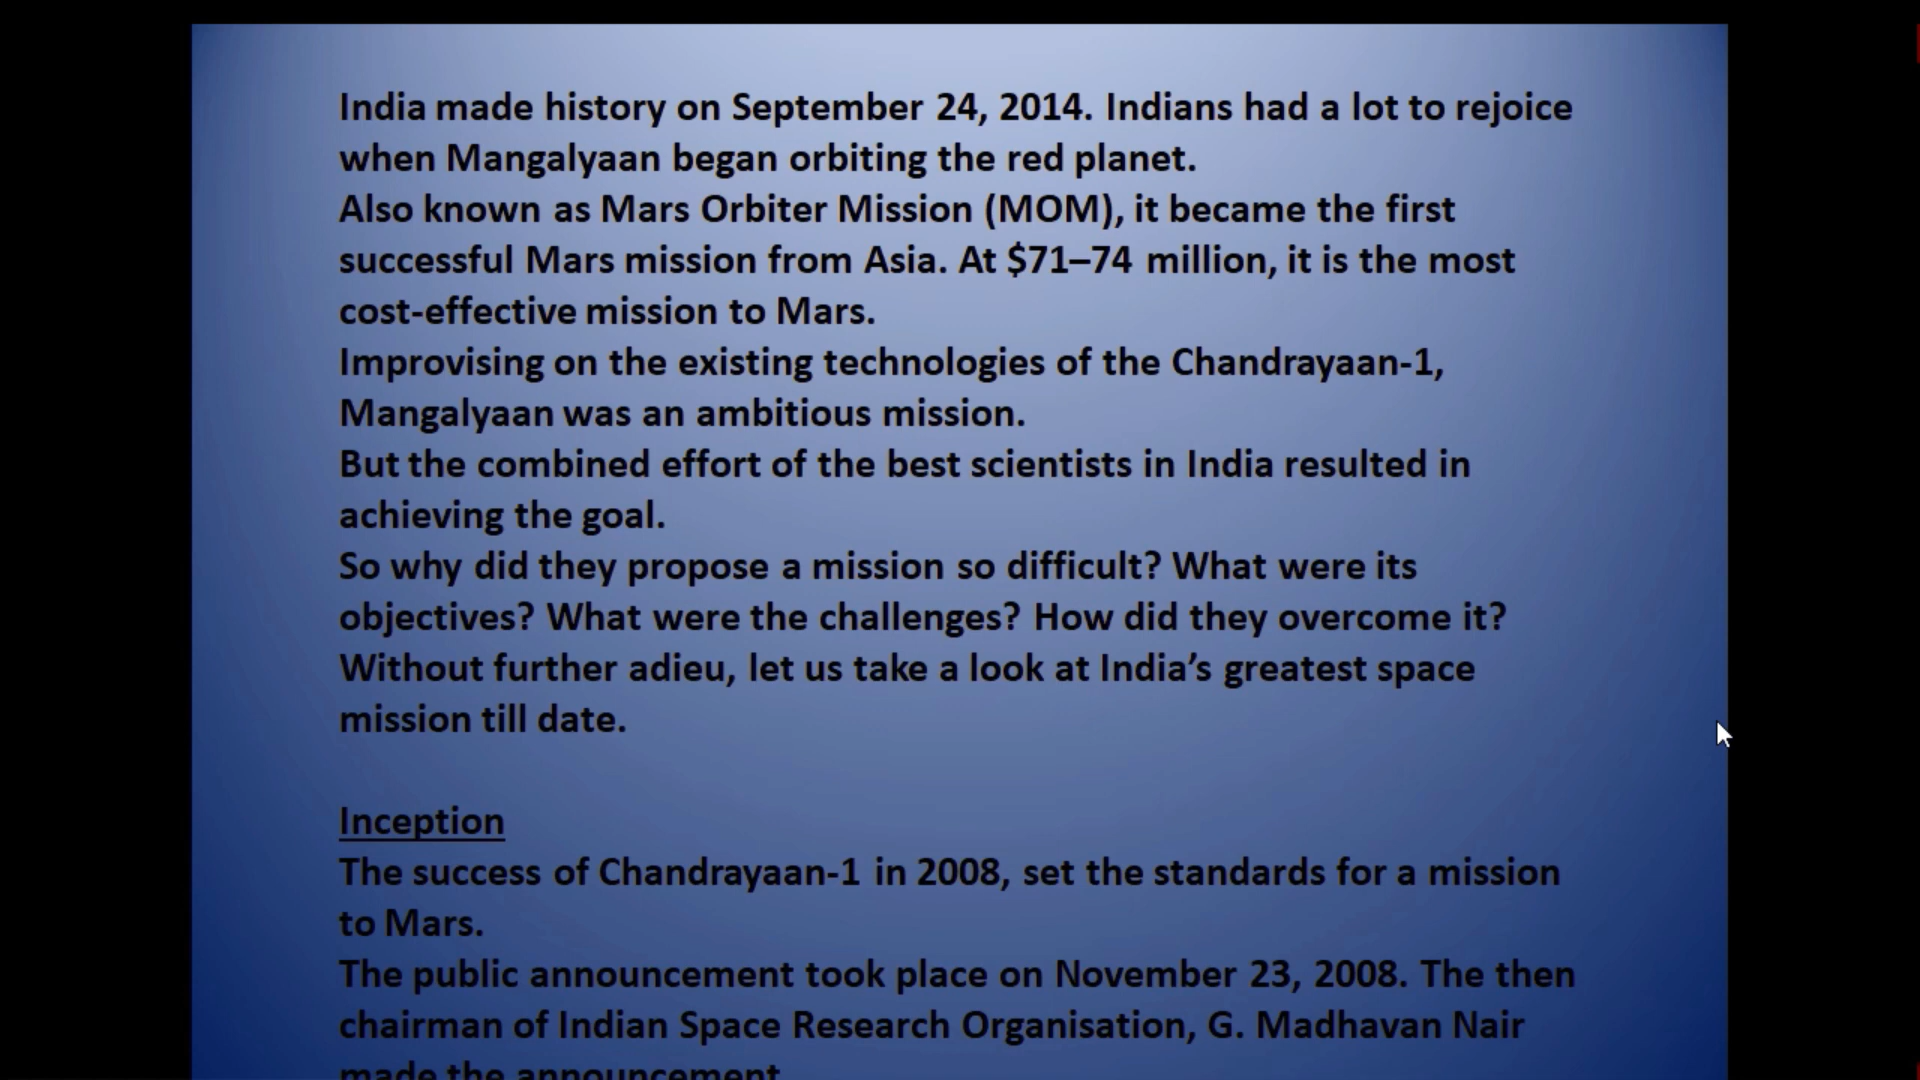 India made history on September 24, 2014. Indians had a lot to rejoice
when Mangalyaan began orbiting the red planet.
Also known as Mars Orbiter Mission (MOM), it became the first
successful Mars mission from Asia. At $71–74 million, it is the most
cost-effective mission to Mars.
Improvising on the existing technologies of the Chandrayaan-1,
Mangalyaan was an ambitious mission.
But the combined effort of the best scientists in India resulted in
achieving the goal.
So why did they propose a mission so difficult? What were its
objectives? What were the challenges? How did they overcome it?
Without further adieu, let us take a look at India’s greatest space
mission till date.
Inception
The success of Chandrayaan-1 in 2008, set the standards for a mission
to Mars.
The public announcement took place on November 23, 2008. The then
chairman of Indian Space Research Organisation, G. Madhavan Nair
made the announcement